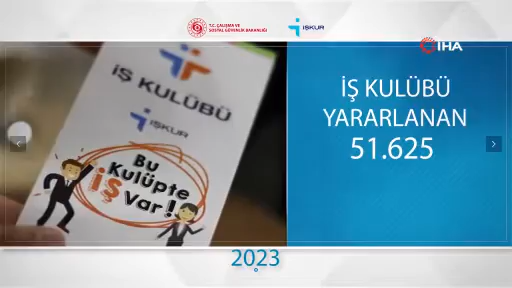 T.C. ÇALIŞMA VE
SOSYAL GÜVENLİK BAKANLIĞI
İŞKUR
İHA
İŞ KULÜBÜ
İŞKUR
Bu
Kulüpte
İŞ
Var!
İŞ KULÜBÜ
YARARLANAN
51.625
2023